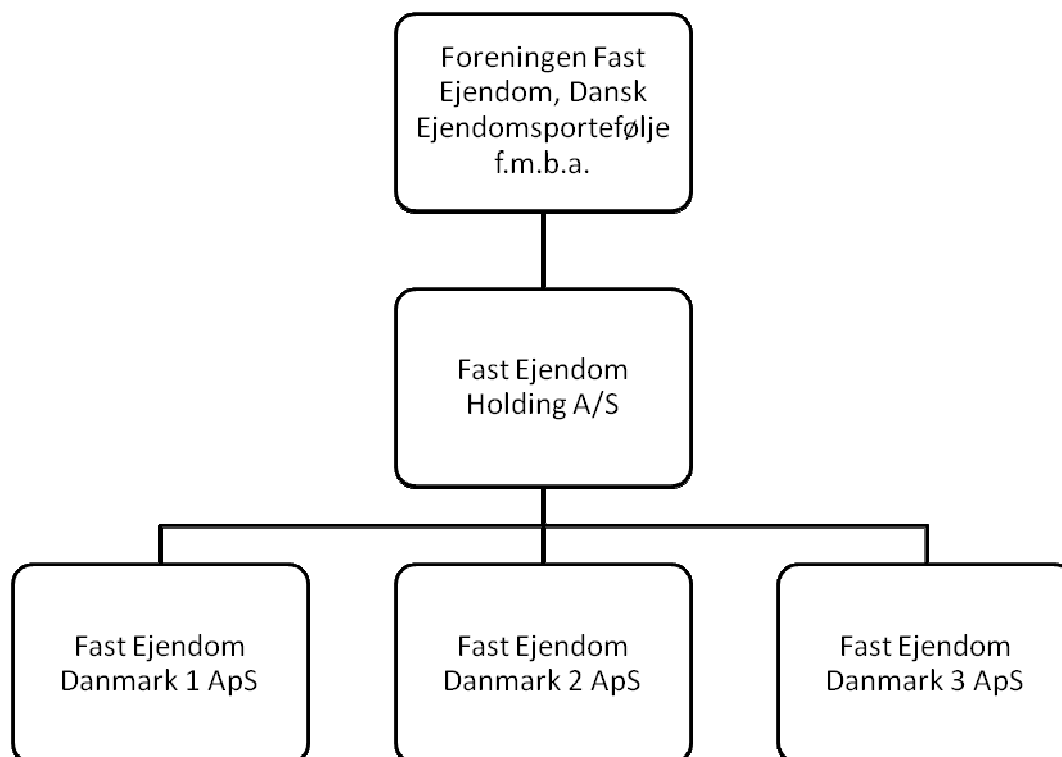 Foreningen Fast
Ejendom, Dansk
Ejendomsportefølje
f.m.b.a.
Fast Ejendom
Holding A/S
Fast Ejendom
Danmark 1 ApS
Fast Ejendom
Danmark 2 ApS
Fast Ejendom
Danmark 3 ApS